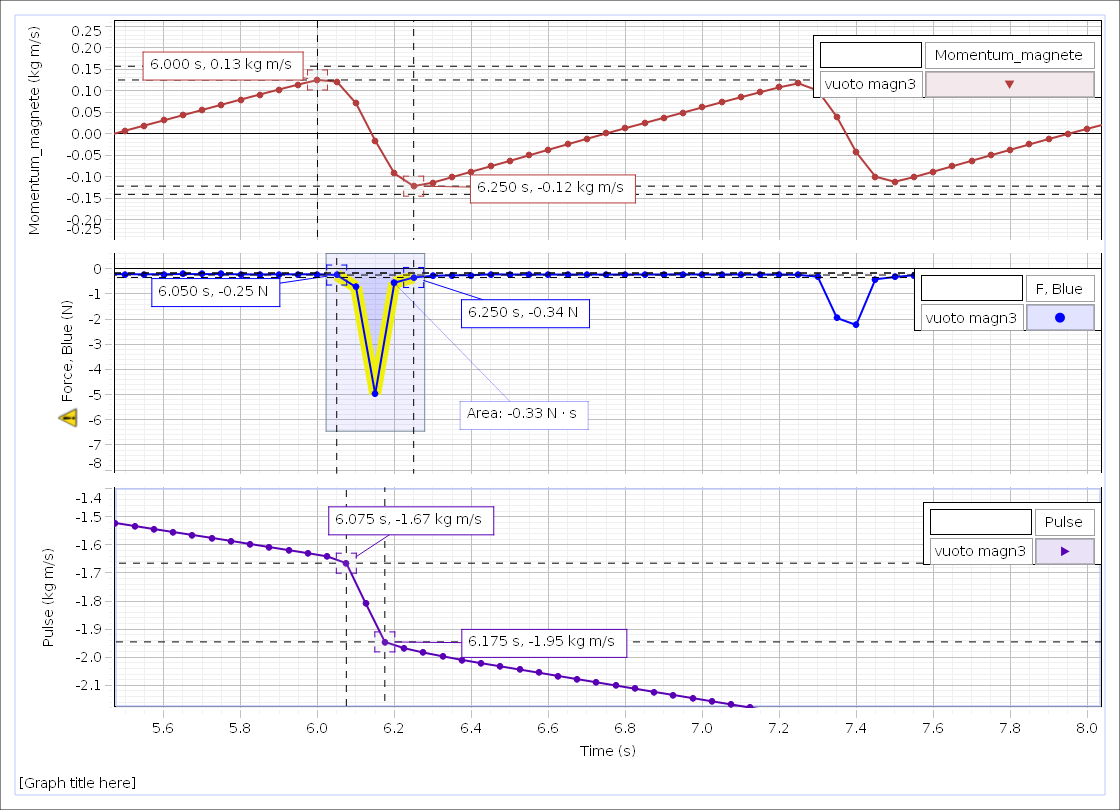 Momentum_magnete (kg m/s)
0.25
0.20
0.15
0.10
0.05
0.00
-0.05
-0.10
-0.15
-0.20
-0.25
6.000 s, 0.13 kg m/s
6.250 s, -0.12 kg m/s
Momentum_magnete
vuoto magn3
Force, Blue (N)
0
-1
-2
-3
-4
-5
-6
-7
-8
6.050 s, -0.25 N
6.250 s, -0.34 N
Area: -0.33 N · s
F, Blue
vuoto magn3
Pulse (kg m/s)
-1.4
-1.5
-1.6
-1.7
-1.8
-1.9
-2.0
-2.1
6.075 s, -1.67 kg m/s
6.175 s, -1.95 kg m/s
Pulse
vuoto magn3
5.6 5.8 6.0 6.2 6.4 6.6 6.8 7.0 7.2 7.4 7.6 7.8 8.0
Time (s)
[Graph title here]